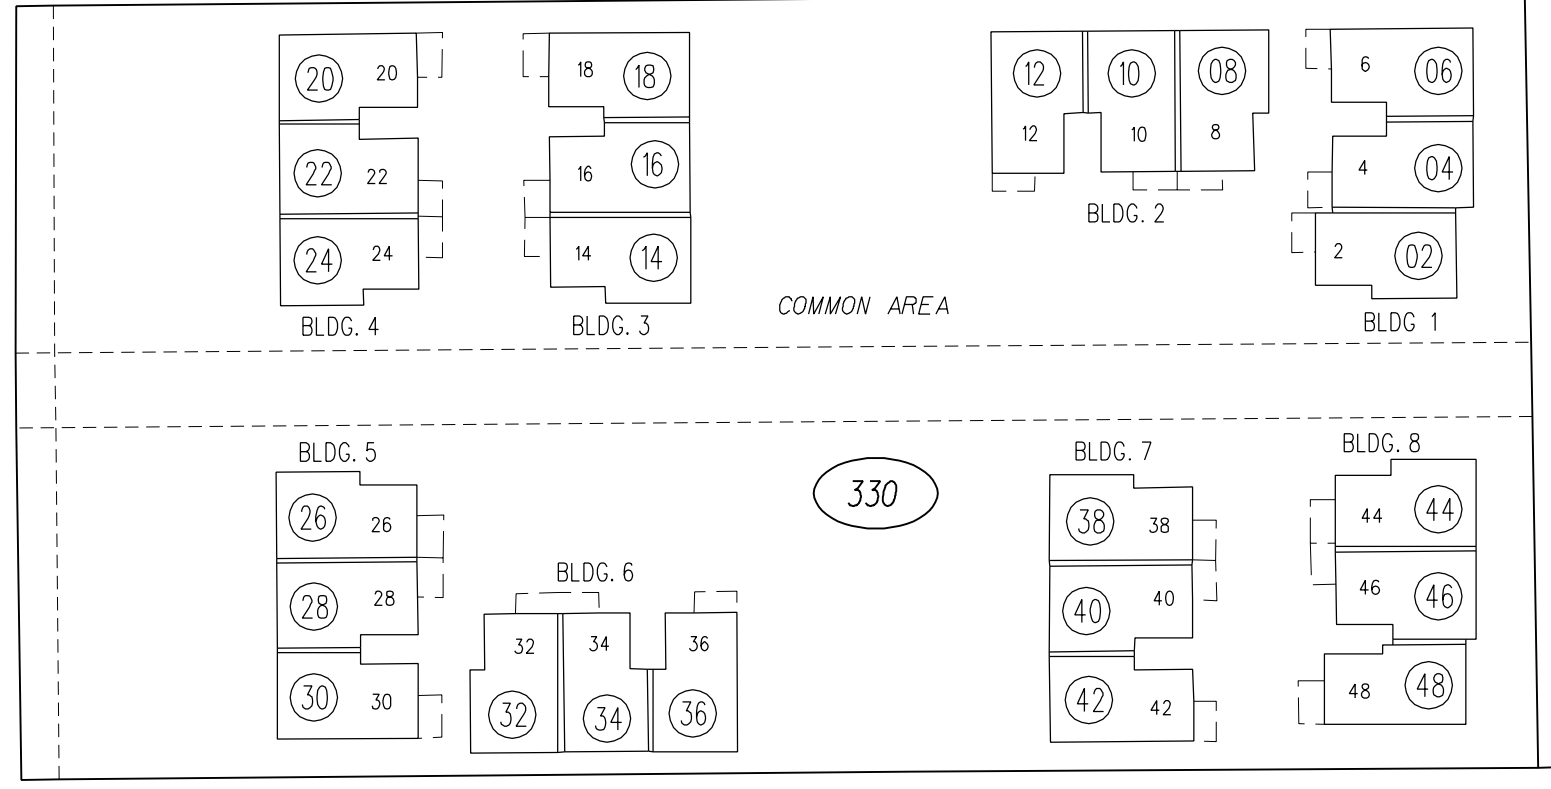 20 20
22 22
24 24
BLDG. 4
18 18
16 16
14 14
BLDG. 3
12 10 08
12 10 8
BLDG. 2
6 06
4 04
2 02
BLDG 1
COMMON AREA
BLDG. 5
26 26
28 28
30 30
BLDG. 6
32 34 36
32 34 36
330
BLDG. 7
38 38
40 40
42 42
BLDG. 8
44 44
46 46
48 48